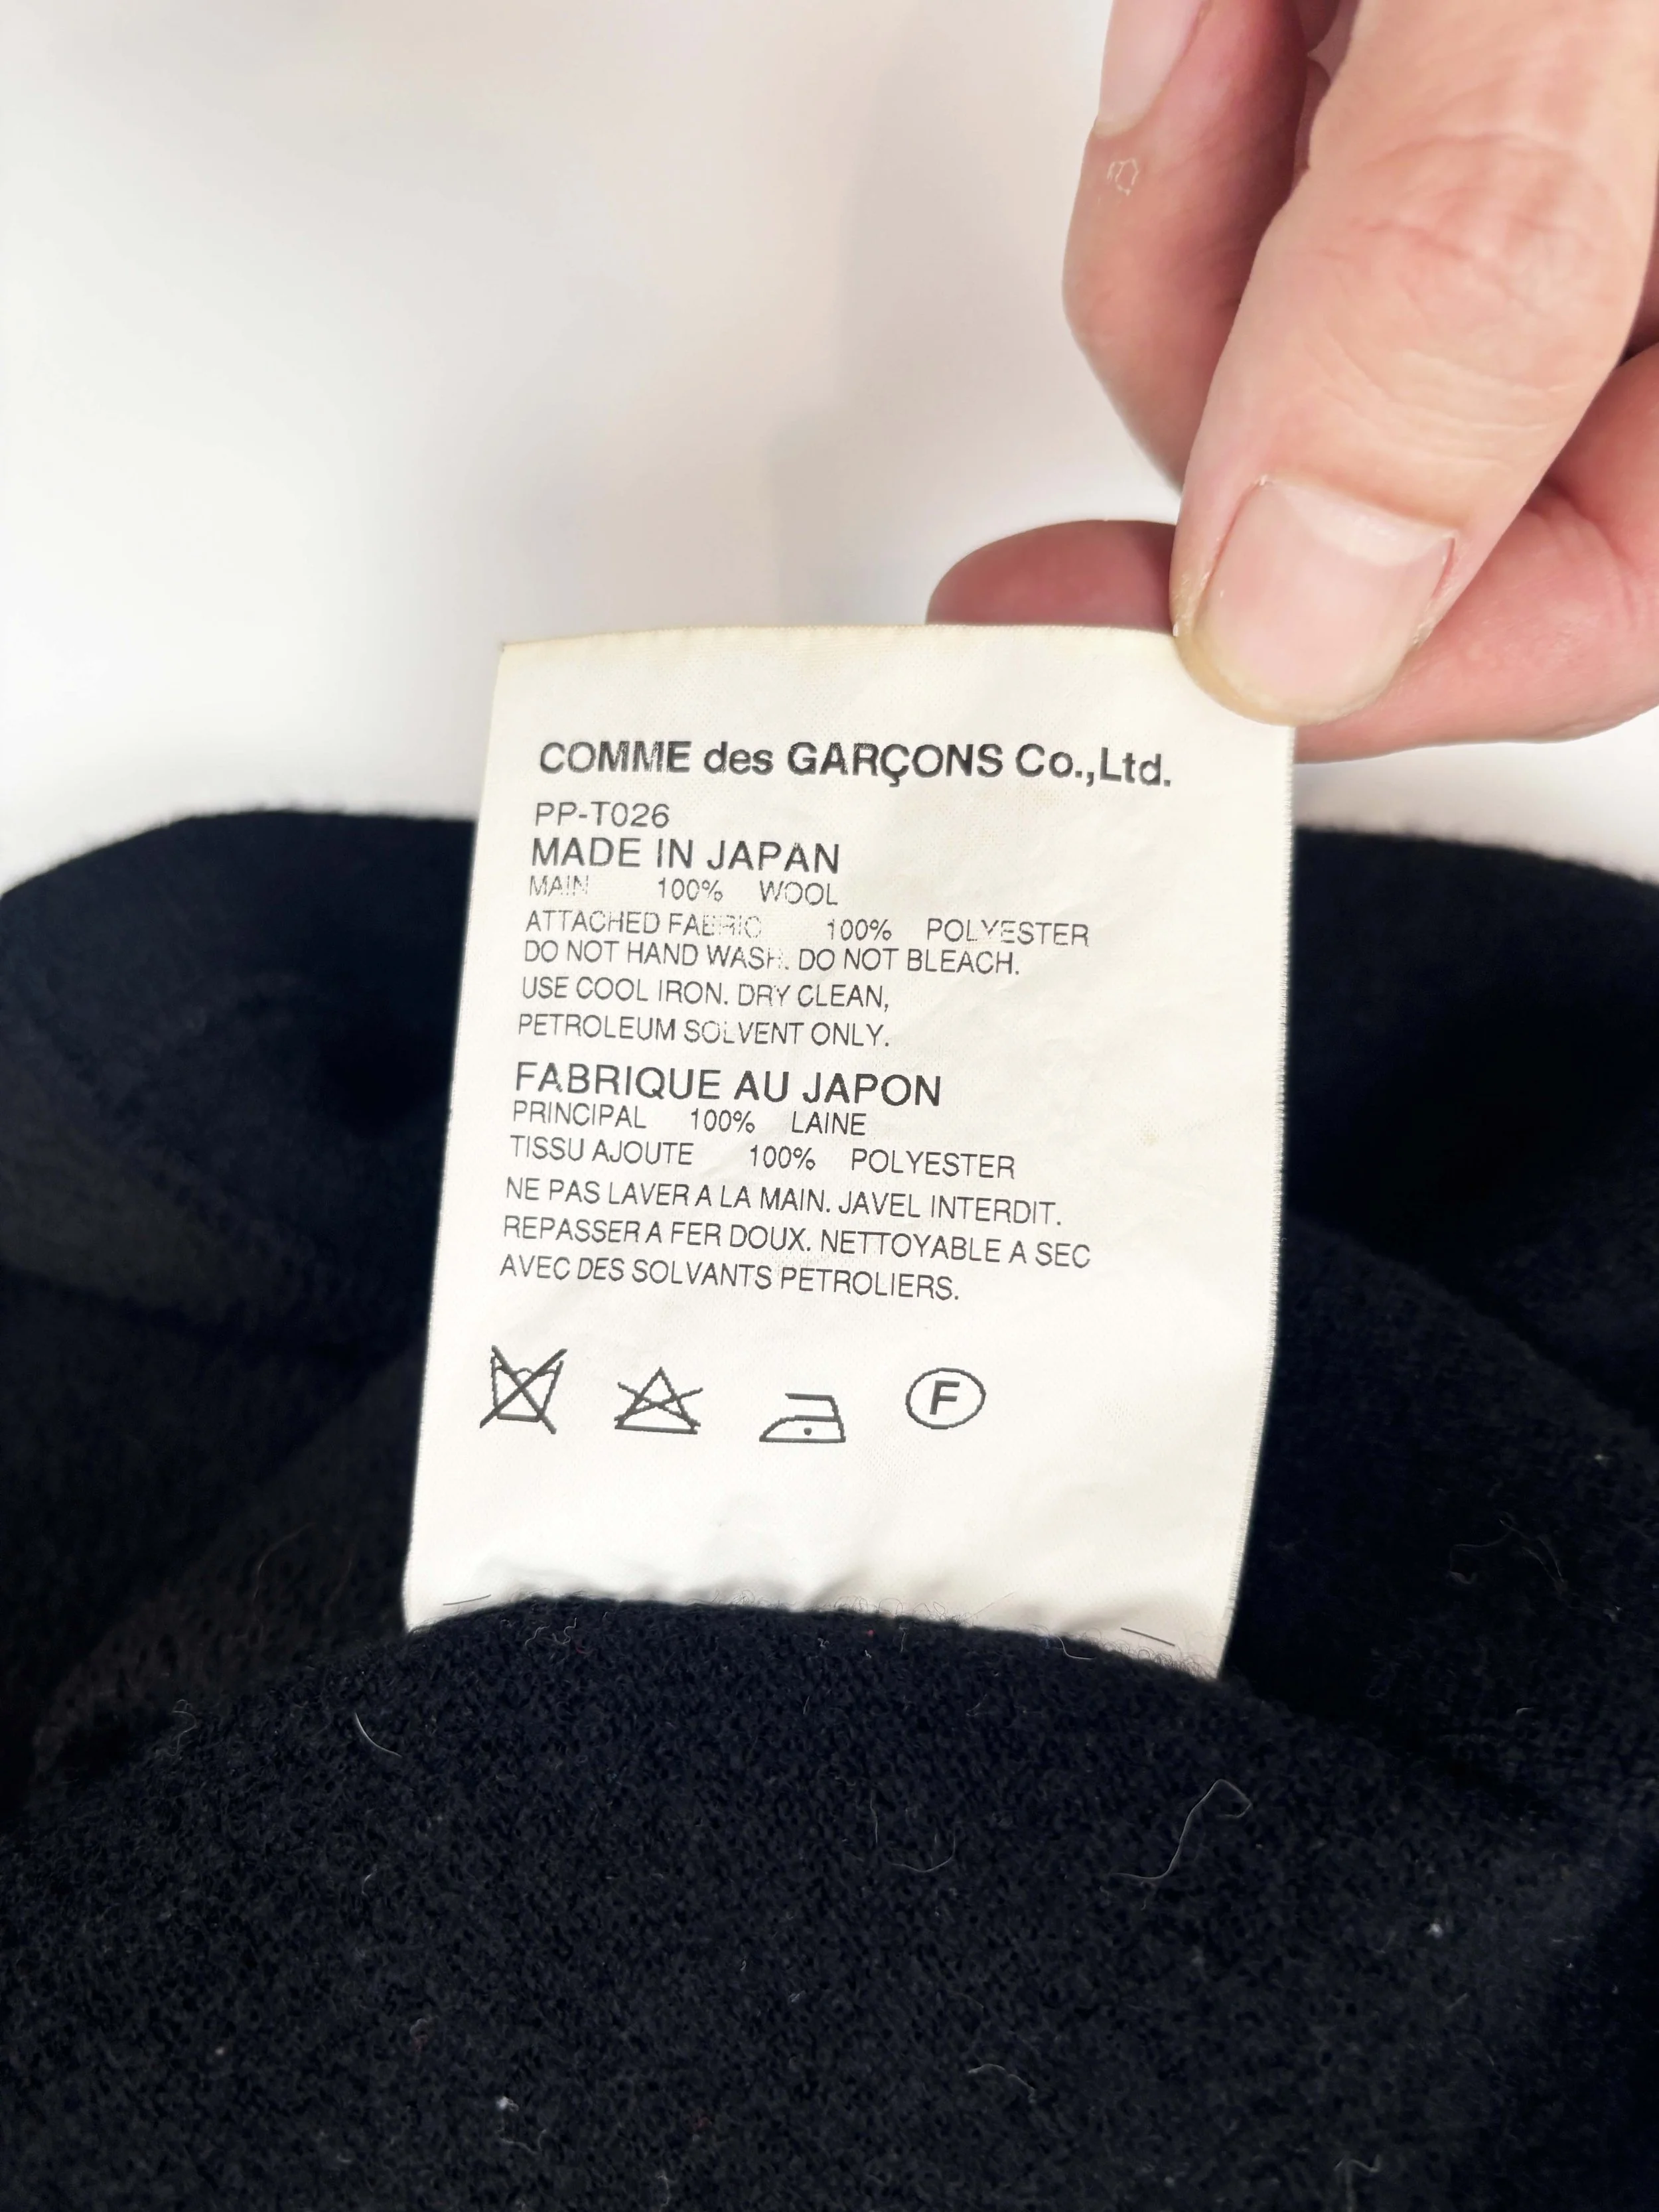 COMME des GARÇONS Co.,Ltd.
PP-T026
MADE IN JAPAN
MAIN 100% WOOL
ATTACHED FABRIC 100% POLYESTER
DO NOT HAND WASH. DO NOT BLEACH.
USE COOL IRON. DRY CLEAN,
PETROLEUM SOLVENT ONLY.
FABRIQUE AU JAPON
PRINCIPAL 100% LAINE
TISSU AJOUTE 100% POLYESTER
NE PAS LAVER A LA MAIN. JAVEL INTERDIT.
REPASSER A FER DOUX. NETTOYABLE A SEC
AVEC DES SOLVANTS PETROLIERS.
F